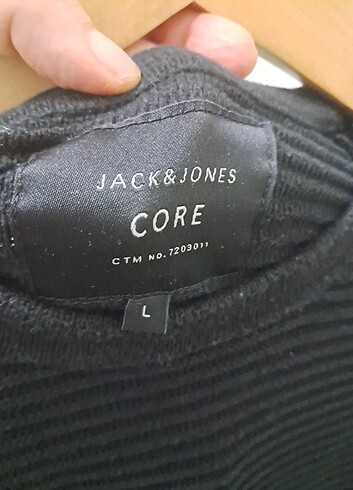 JACK&JONES
CORE
CTM NO.7203011
L